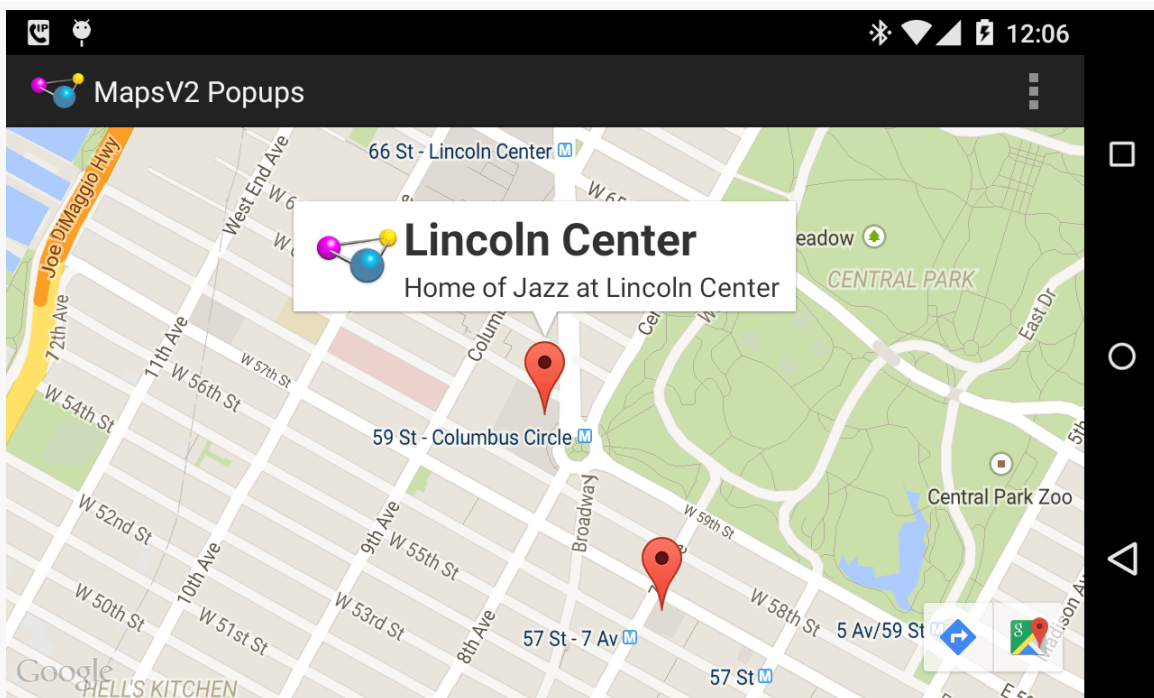 12:06
MapsV2 Popups
Joe DiMaggio Hwy
West End Ave
66 St - Lincoln Center
Lincoln Center
Home of Jazz at Lincoln Center
eadow
CENTRAL PARK
East Dr
12th Ave
11th Ave
W 57th St
W 56th St
W 54th St
59 St - Columbus Circle
5th
Central Park Zoo
W 52nd St
9th Ave
Broadway
W 59th St
W 55th St
10th Ave
W 50th St
W 51st St
W 53rd St
8th Ave
57 St - 7 Av
W 58th St
5 Av/59 St
Google
HELL'S KITCHEN
57 St